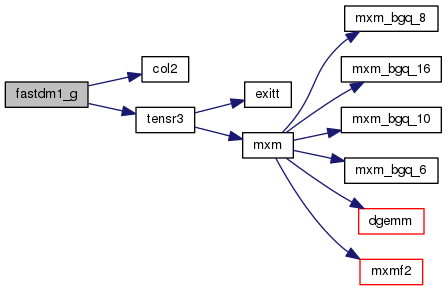 fastdm1_g
col2
tensr3
exitt
mxm
mxm_bgq_8
mxm_bgq_16
mxm_bgq_10
mxm_bgq_6
dgemm
mxmf2